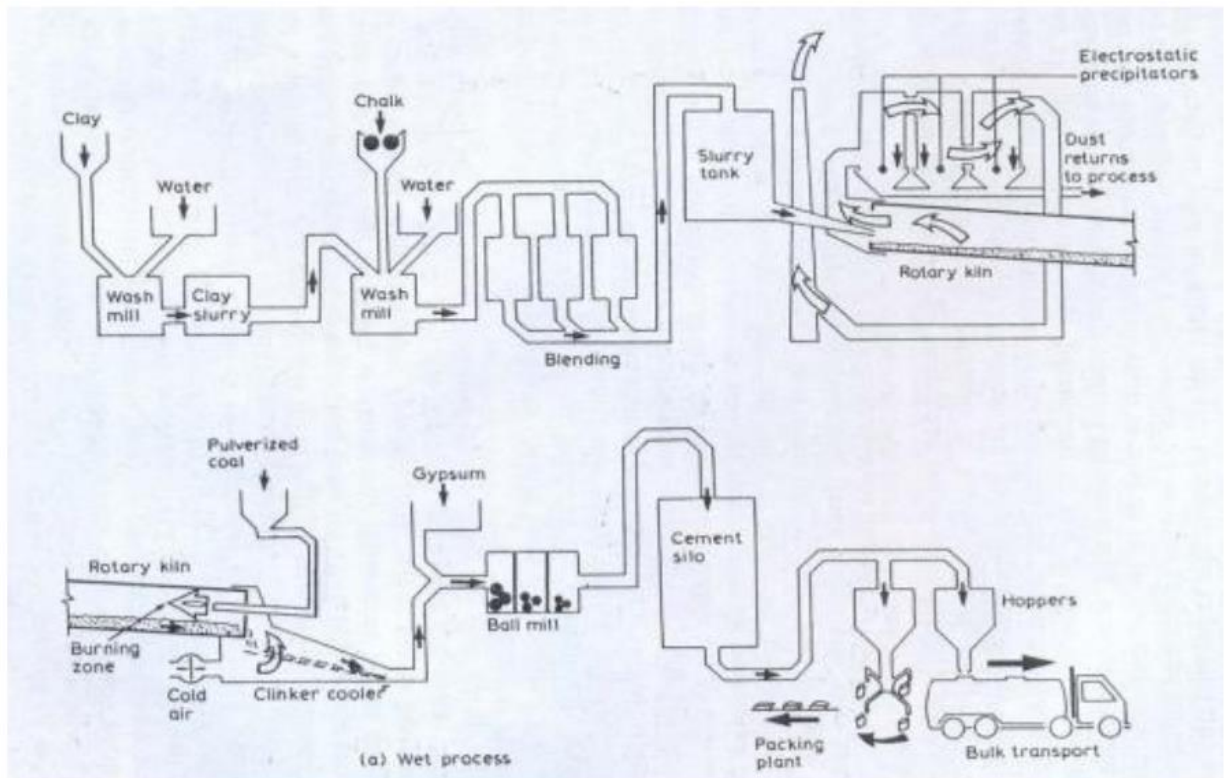 Clay
Water
Wash
mill
Clay
slurry
Chalk
Water
Wash
mill
Blending
Slurry
tank
Electrostatic
precipitators
Dust
returns
to process
Rotary kiln
Pulverized
coal
Rotary kiln
Burning
zone
Cold
air
Clinker cooler
Gypsum
Ball mill
Cement
silo
Hoppers
Packing
plant
Bulk transport
(a) Wet process